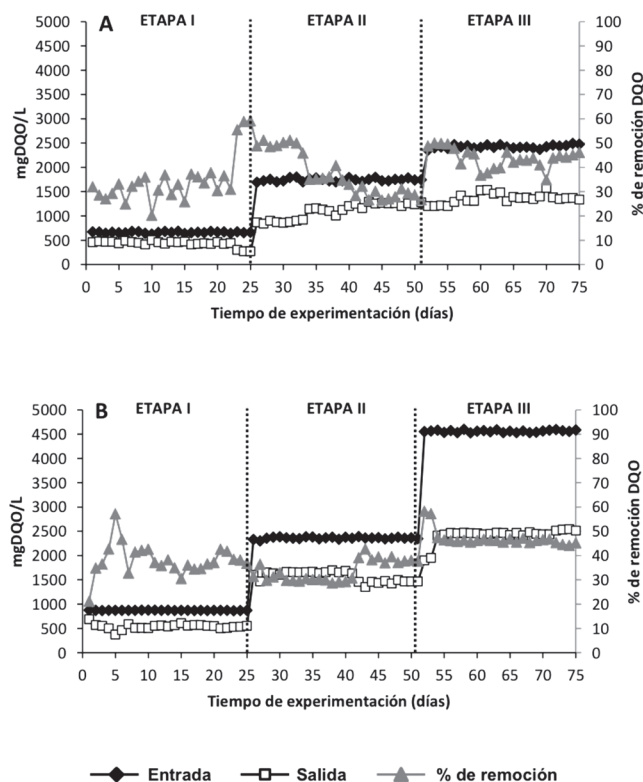 A
ETAPA I
ETAPA II
ETAPA III
mgDQO/L
5000
4500
4000
3500
3000
2500
2000
1500
1000
500
0
100
90
80
70
60
50
40
30
20
10
0
% de remoción DQO
0 5 10 15 20 25 30 35 40 45 50 55 60 65 70 75
Tiempo de experimentación (días)
B
ETAPA I
ETAPA II
ETAPA III
mgDQO/L
5000
4500
4000
3500
3000
2500
2000
1500
1000
500
0
100
90
80
70
60
50
40
30
20
10
0
% de remoción DQO
0 5 10 15 20 25 30 35 40 45 50 55 60 65 70 75
Tiempo de experimentación (días)
Entrada Salida % de remoción